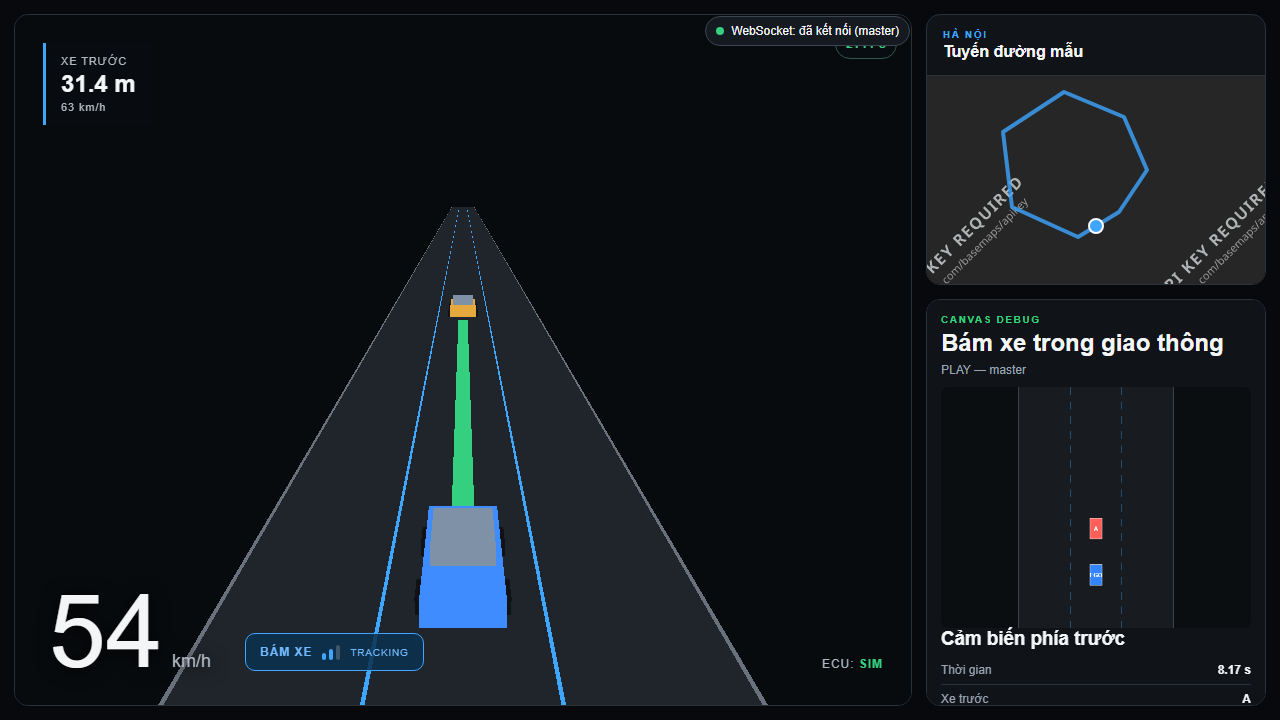 WebSocket: đã kết nối (master)
XE TRƯỚC
31.4 m
63 km/h
54 km/h
BÁM XE TRACKING
ECU: SIM
HÀ NỘI
Tuyến đường mẫu
KEY REQUIRED
com/basemaps/apikey
PI KEY REQUIRE
com/basemaps/ap
CANVAS DEBUG
Bám xe trong giao thông
PLAY — master
A
Cảm biến phía trước
Thời gian 8.17 s
Xe trước A